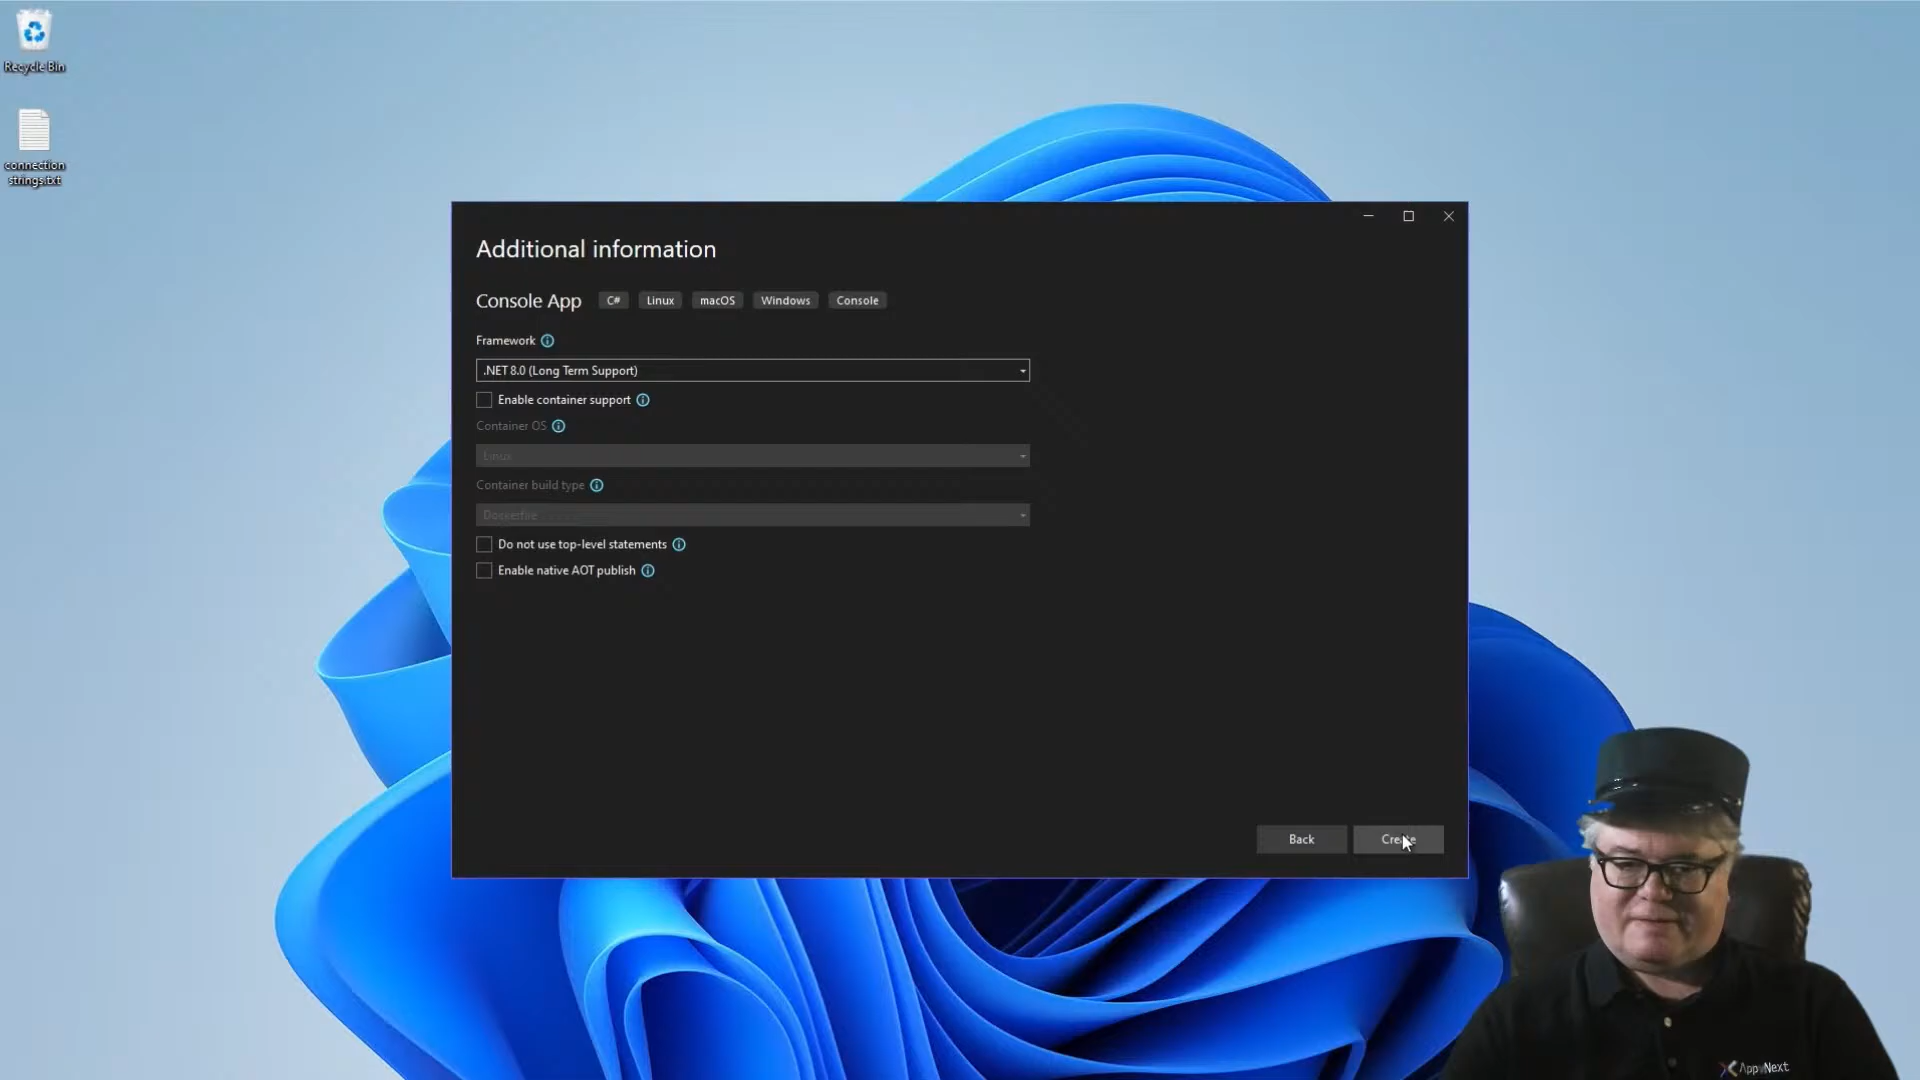 Recycle Bin
connection
strings.txt
Additional information
Console App
C#
Linux
macOS
Windows
Console
Framework
.NET 8.0 (Long Term Support)
Enable container support
Container OS
Linux
Container build type
Dockerfile
Do not use top-level statements
Enable native AOT publish
Back
Create
AppvNext